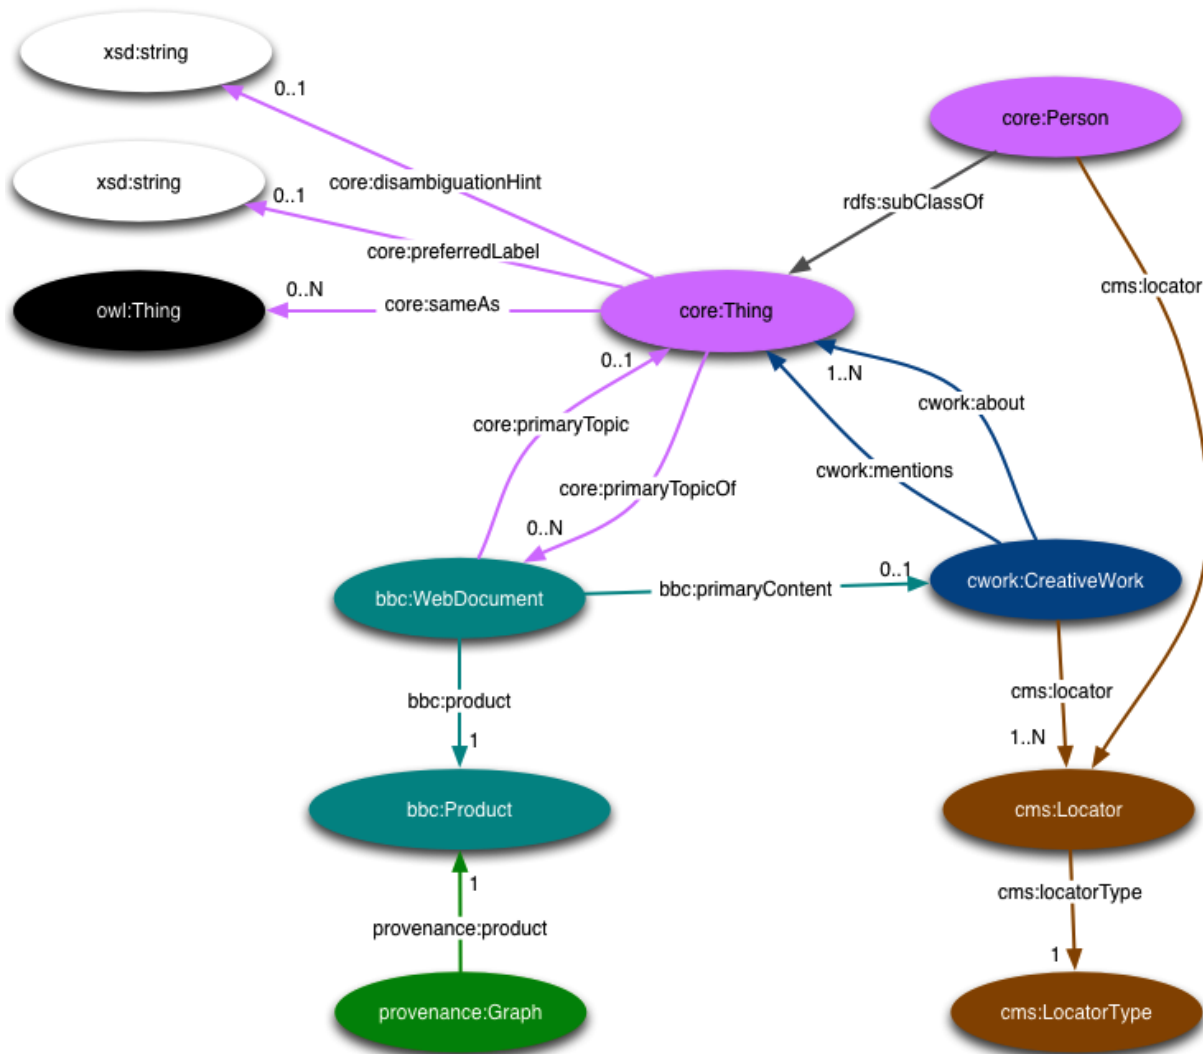 xsd:string
0..1
core:Person
xsd:string
core:disambiguationHint
0..1
rdfs:subClassOf
core:preferredLabel
cms:locator
0..N
owl:Thing
core:sameAs
core:Thing
0..1
1..N
cwork:about
core:primaryTopic
cwork:mentions
core:primaryTopicOf
0..N
0..1
bbc:WebDocument
bbc:primaryContent
cwork:CreativeWork
bbc:product
cms:locator
1
1..N
bbc:Product
cms:Locator
1
cms:locatorType
provenance:product
1
provenance:Graph
cms:LocatorType